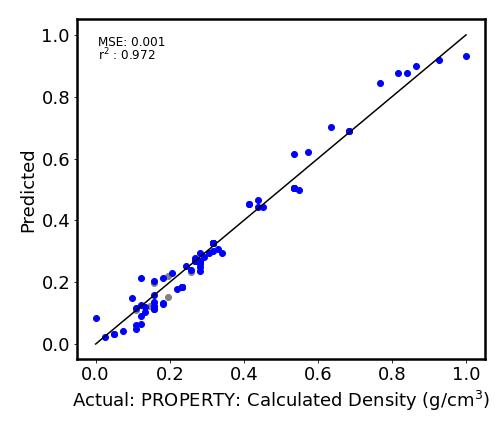 MSE: 0.001
r² : 0.972
1.0
0.8
0.6
0.4
0.2
0.0
Predicted
0.0 0.2 0.4 0.6 0.8 1.0
Actual: PROPERTY: Calculated Density (g/cm³)